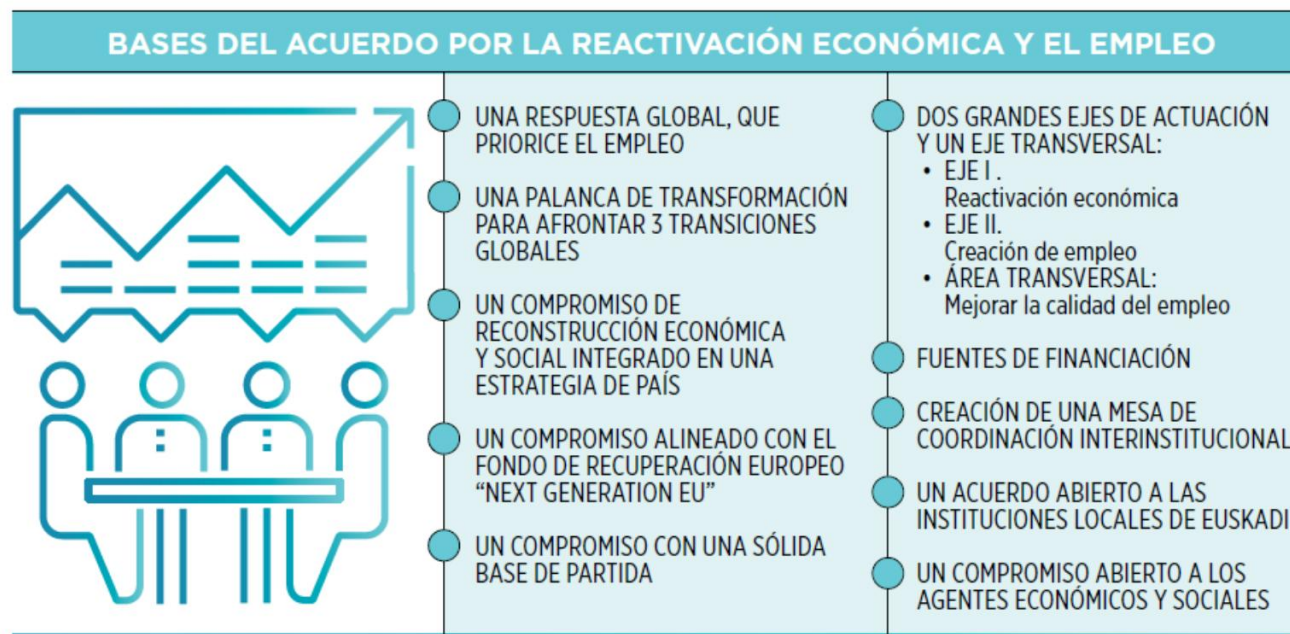 BASES DEL ACUERDO POR LA REACTIVACIÓN ECONÓMICA Y EL EMPLEO
UNA RESPUESTA GLOBAL, QUE
PRIORICE EL EMPLEO
UNA PALANCA DE TRANSFORMACIÓN
PARA AFRONTAR 3 TRANSICIONES
GLOBALES
UN COMPROMISO DE
RECONSTRUCCIÓN ECONÓMICA
Y SOCIAL INTEGRADO EN UNA
ESTRATEGIA DE PAÍS
UN COMPROMISO ALINEADO CON EL
FONDO DE RECUPERACIÓN EUROPEO
“NEXT GENERATION EU”
UN COMPROMISO CON UNA SÓLIDA
BASE DE PARTIDA
DOS GRANDES EJES DE ACTUACIÓN
Y UN EJE TRANSVERSAL:
• EJE I .
Reactivación económica
• EJE II.
Creación de empleo
• ÁREA TRANSVERSAL:
Mejorar la calidad del empleo
FUENTES DE FINANCIACIÓN
CREACIÓN DE UNA MESA DE
COORDINACIÓN INTERINSTITUCIONAL
UN ACUERDO ABIERTO A LAS
INSTITUCIONES LOCALES DE EUSKADI
UN COMPROMISO ABIERTO A LOS
AGENTES ECONÓMICOS Y SOCIALES